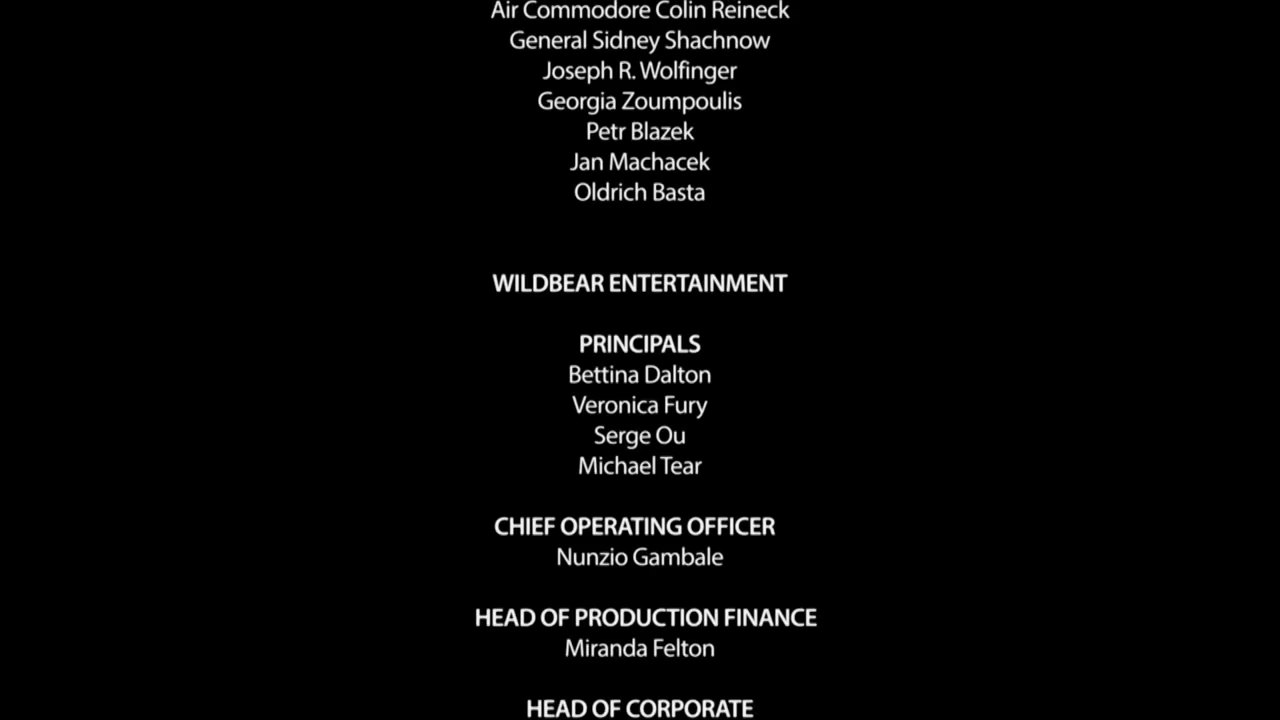 Air Commodore Colin Reineck
General Sidney Shachnow
Joseph R. Wolfinger
Georgia Zoumpoulis
Petr Blazek
Jan Machacek
Oldrich Basta
WILDBEAR ENTERTAINMENT
PRINCIPALS
Bettina Dalton
Veronica Fury
Serge Ou
Michael Tear
CHIEF OPERATING OFFICER
Nunzio Gambale
HEAD OF PRODUCTION FINANCE
Miranda Felton
HEAD OF CORPORATE